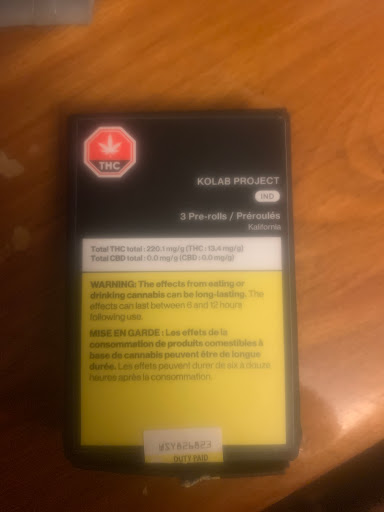 THC
KOLAB PROJECT
IND
3 Pre-rolls / Préroulés
Kalifornia
Total THC total : 220.1 mg/g (THC : 13.4 mg/g)
Total CBD total : 0.0 mg/g (CBD : 0.0 mg/g)
WARNING: The effects from eating or
drinking cannabis can be long-lasting. The
effects can last between 6 and 12 hours
following use.
MISE EN GARDE : Les effets de la
consommation de produits comestibles à
base de cannabis peuvent être de longue
durée. Les effets peuvent durer de six à douze
heures après la consommation.
DUTY PAID